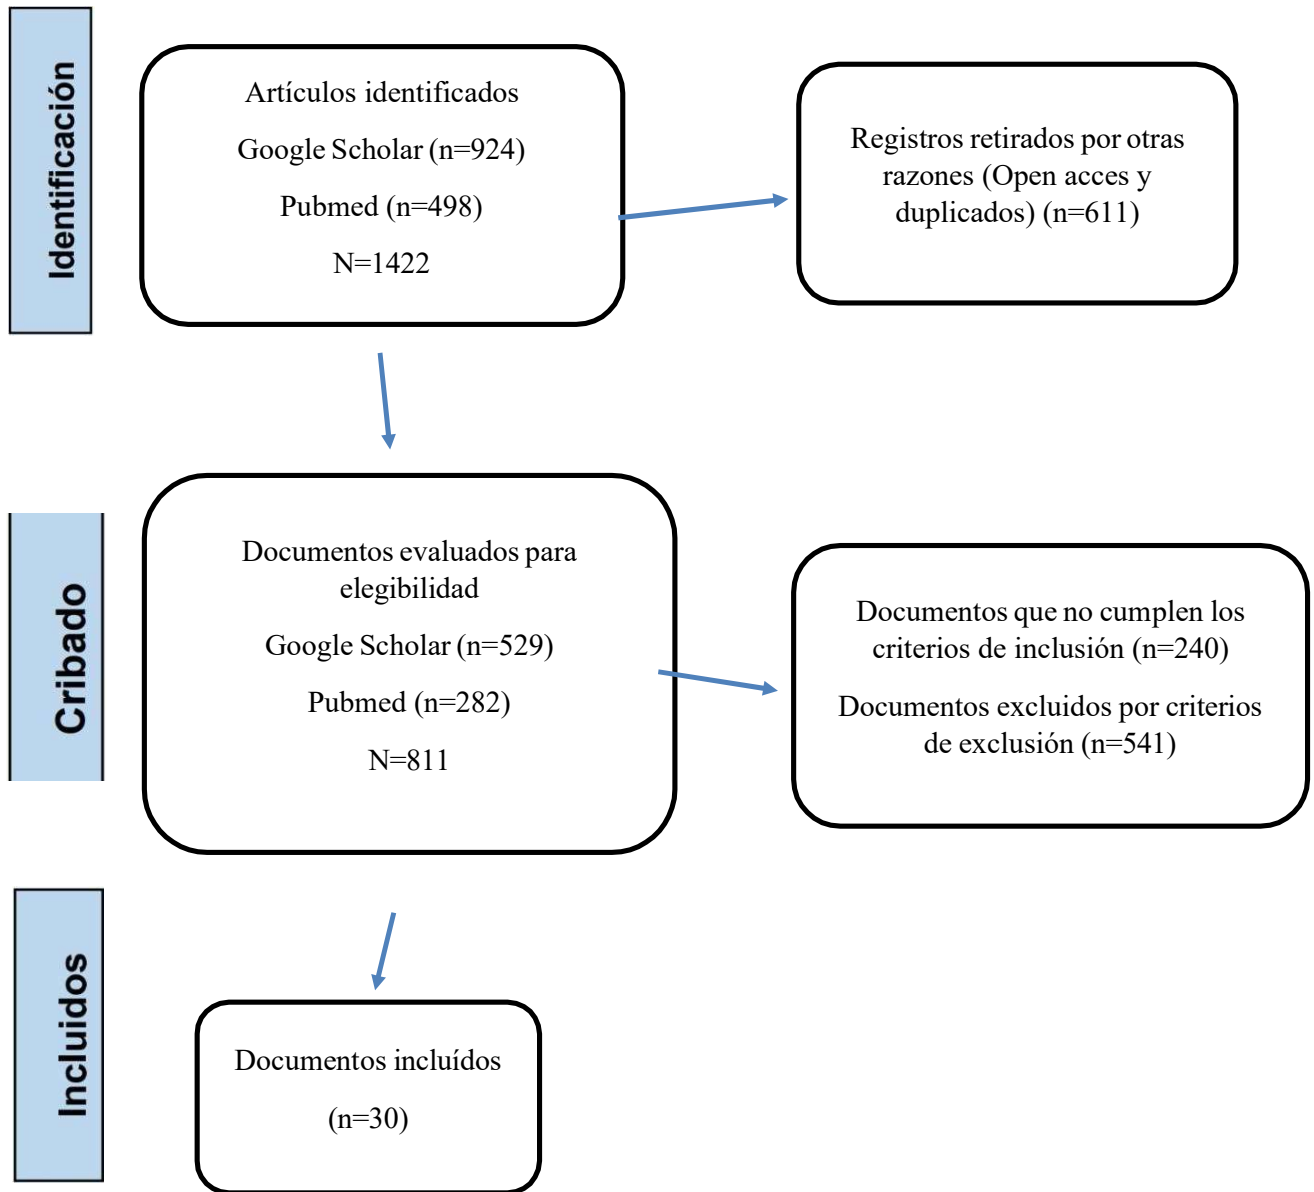 Identificación
Artículos identificados
Google Scholar (n=924)
Pubmed (n=498)
N=1422
Registros retirados por otras
razones (Open acces y
duplicados) (n=611)
Cribado
Documentos evaluados para
elegibilidad
Google Scholar (n=529)
Pubmed (n=282)
N=811
Documentos que no cumplen los
criterios de inclusión (n=240)
Documentos excluidos por criterios
de exclusión (n=541)
Incluidos
Documentos incluídos
(n=30)